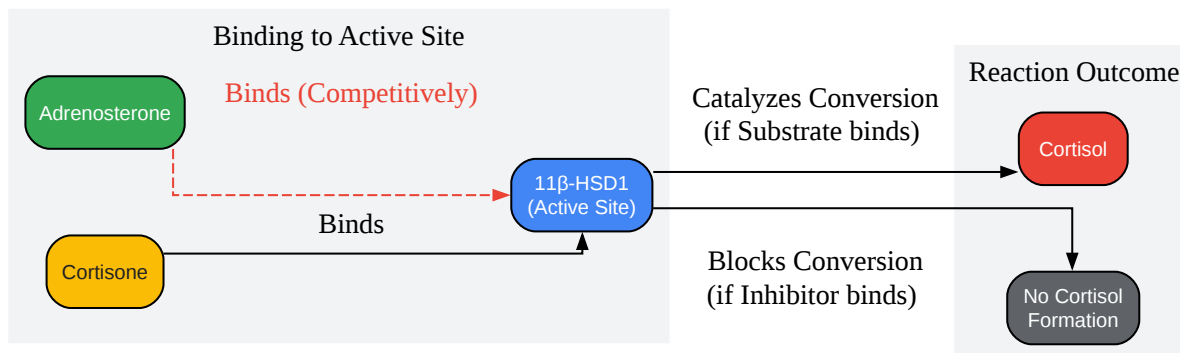 Binding to Active Site
Binds (Competitively)
Adrenosterone
Cortisone
Binds
11β-HSD1
(Active Site)
Catalyzes Conversion
(if Substrate binds)
Blocks Conversion
(if Inhibitor binds)
Reaction Outcome
Cortisol
No Cortisol
Formation